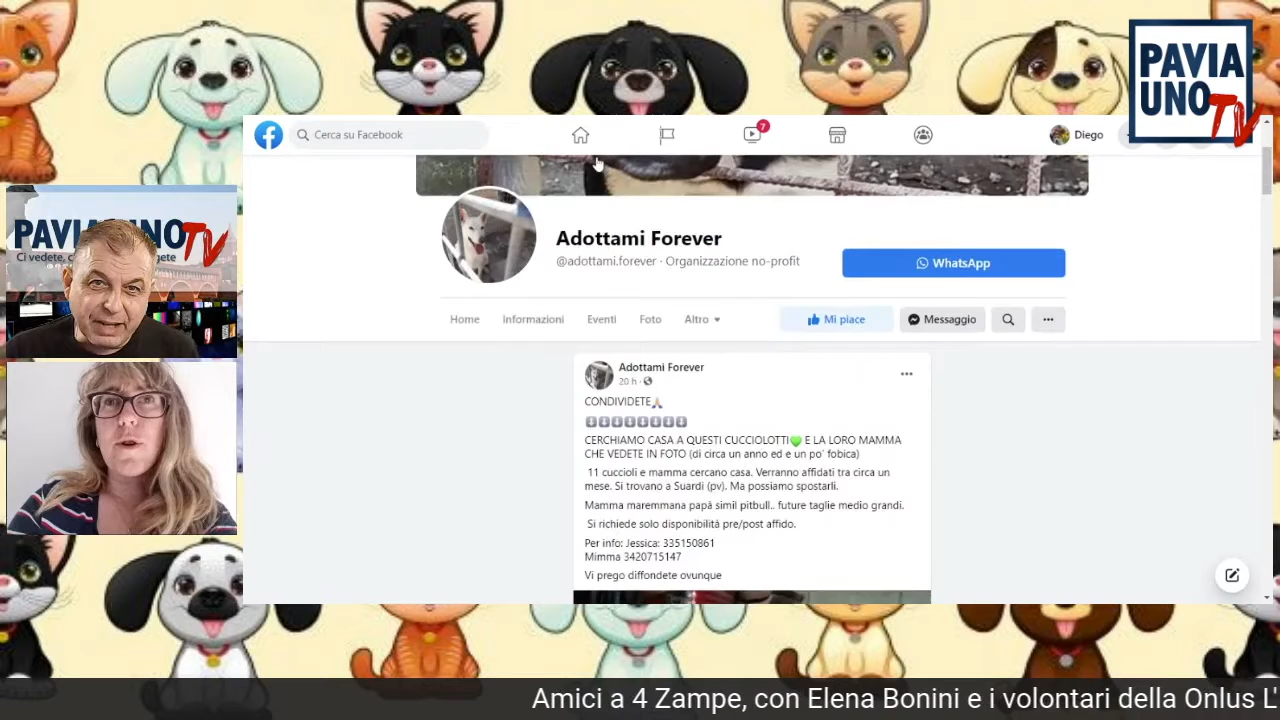 PAVIA
UNO
TV
Cerca su Facebook
7
Diego
Adottami Forever
@adottami.forever · Organizzazione no-profit
WhatsApp
Home
Informazioni
Eventi
Foto
Altro
Mi piace
Messaggio
Adottami Forever
20 h ·
CONDIVIDETE🙏🏻
⬇⬇⬇⬇⬇⬇⬇⬇
CERCHIAMO CASA A QUESTI CUCCIOLOTTI💚 E LA LORO MAMMA
CHE VEDETE IN FOTO (di circa un anno ed e un po' fobica)
11 cuccioli e mamma cercano casa. Verranno affidati tra circa un
mese. Si trovano a Suardi (pv). Ma possiamo spostarli.
Mamma maremmana papà simil pitbull.. future taglie medio grandi.
Si richiede solo disponibilità pre/post affido.
Per info: Jessica: 335150861
Mimma 3420715147
Vi prego diffondete ovunque
TV
Ci vedete, c
Amici a 4 Zampe, con Elena Bonini e i volontari della Onlus L'